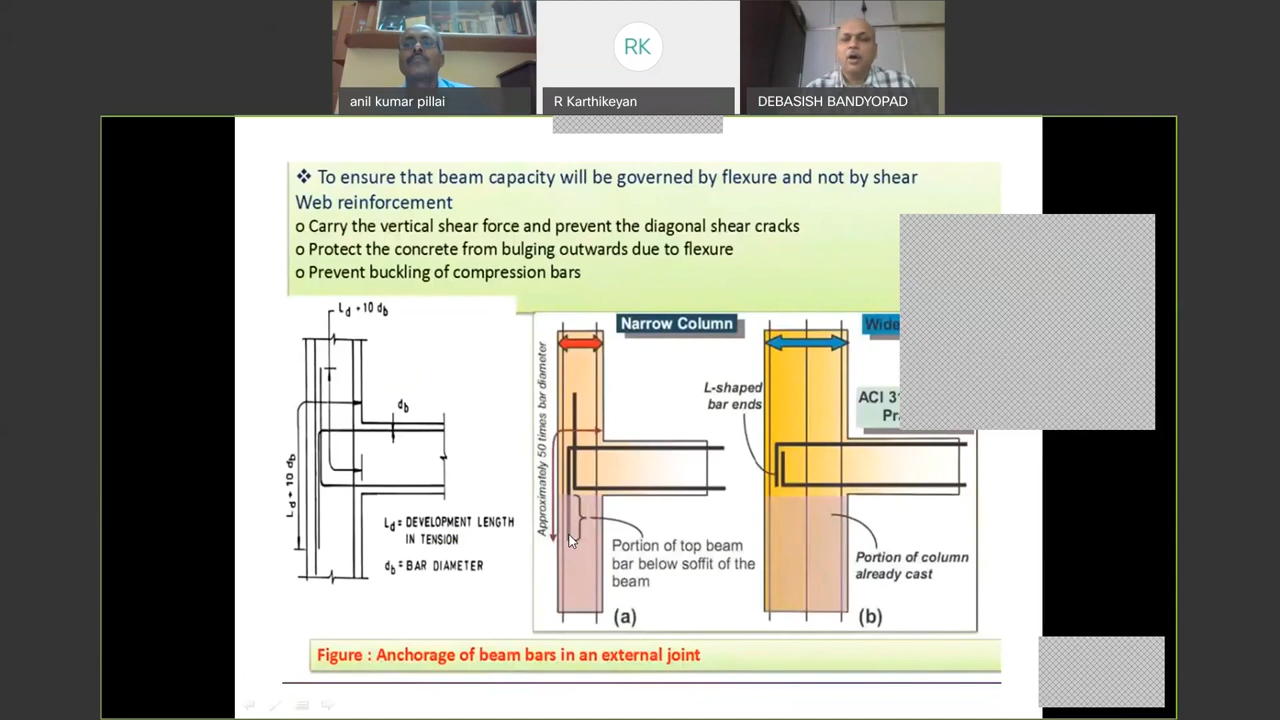 RK
anil kumar pillai
R Karthikeyan
DEBASISH BANDYOPAD
❖ To ensure that beam capacity will be governed by flexure and not by shear
Web reinforcement
o Carry the vertical shear force and prevent the diagonal shear cracks
o Protect the concrete from bulging outwards due to flexure
o Prevent buckling of compression bars
Ld + 10 db
db
Ld + 10 db
Ld = DEVELOPMENT LENGTH
IN TENSION
db = BAR DIAMETER
Narrow Column
Approximately 50 times bar diameter
Portion of top beam
bar below soffit of the
beam
(a)
Wide
L-shaped
bar ends
ACI
Portion of column
already cast
(b)
Figure : Anchorage of beam bars in an external joint